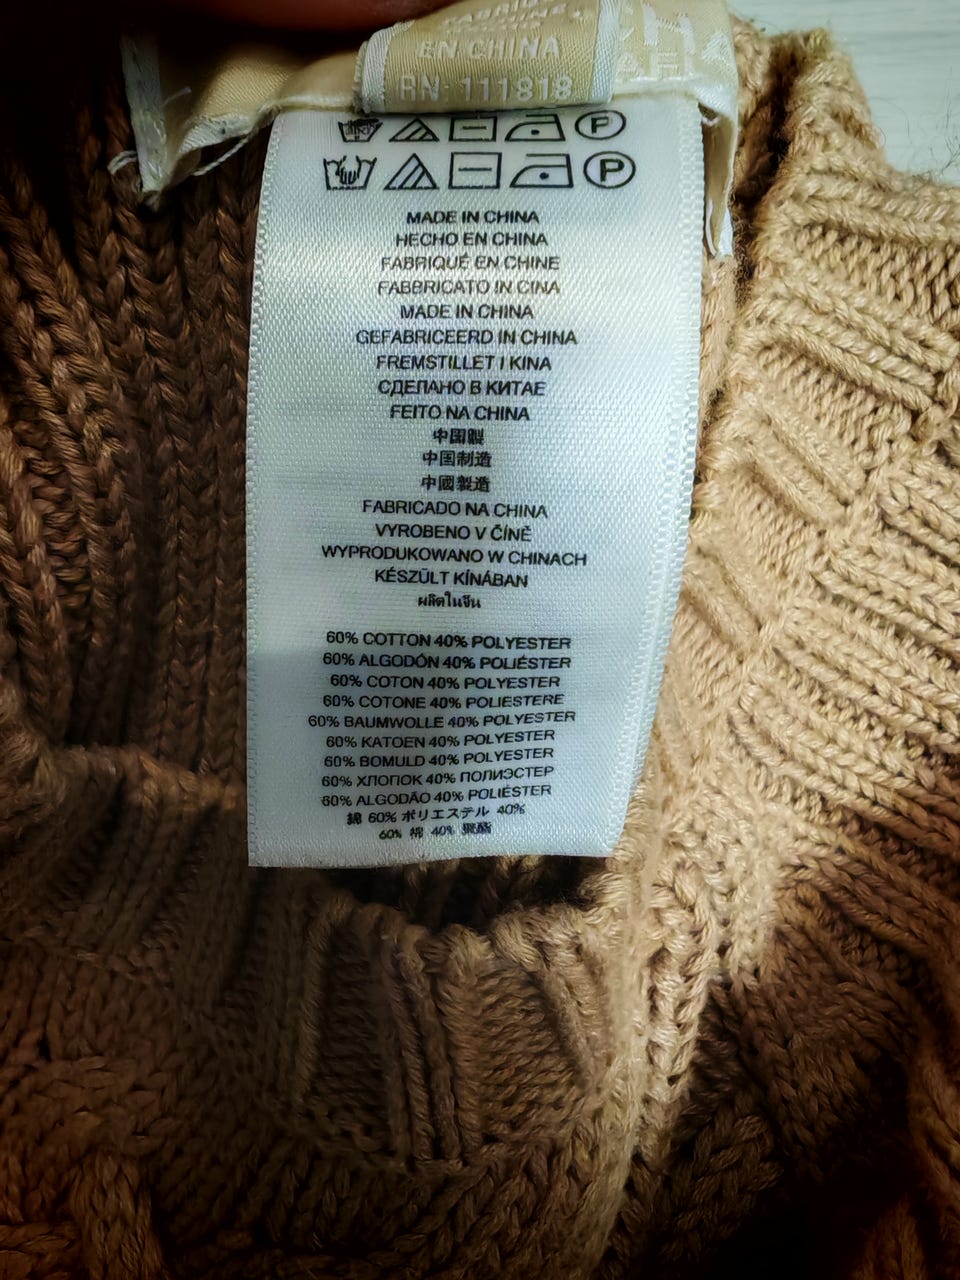 EN CHINA
RN: 111818
MADE IN CHINA
HECHO EN CHINA
FABRIQUÉ EN CHINE
FABBRICATO IN CINA
MADE IN CHINA
GEFABRICEERD IN CHINA
FREMSTILLET I KINA
СДЕЛАНО В КИТАЕ
FEITO NA CHINA
中国製
中国制造
中國製造
FABRICADO NA CHINA
VYROBENO V ČÍNĚ
WYPRODUKOWANO W CHINACH
KÉSZÜLT KÍNÁBAN
ผลิตในจีน
60% COTTON 40% POLYESTER
60% ALGODÓN 40% POLIÉSTER
60% COTON 40% POLYESTER
60% COTONE 40% POLIESTERE
60% BAUMWOLLE 40% POLYESTER
60% KATOEN 40% POLYESTER
60% BOMULD 40% POLYESTER
60% ХЛОПОК 40% ПОЛИЭСТЕР
60% ALGODÃO 40% POLIÉSTER
綿 60% ポリエステル 40%
60% 棉 40% 聚酯